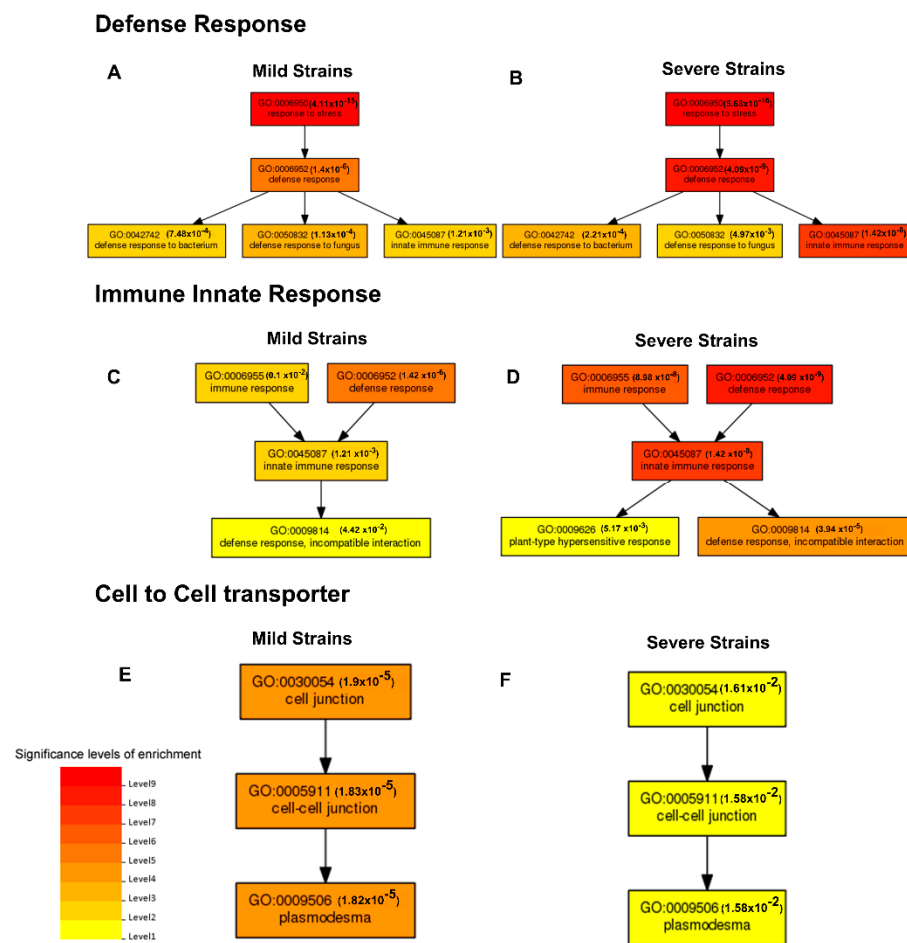 Defense Response
A
Mild Strains
GO:0006950 (4.11x10⁻¹⁵)
response to stress
GO:0006952 (1.4x10⁻⁶)
defense response
GO:0042742 (7.48x10⁻⁴)
defense response to bacterium
GO:0050832 (1.13x10⁻⁴)
defense response to fungus
GO:0045087 (1.21x10⁻³)
innate immune response
B
Severe Strains
GO:0006950 (5.68x10⁻¹⁶)
response to stress
GO:0006952 (4.09x10⁻⁹)
defense response
GO:0042742 (2.21x10⁻⁴)
defense response to bacterium
GO:0050832 (4.97x10⁻³)
defense response to fungus
GO:0045087 (1.42x10⁻⁸)
innate immune response
Immune Innate Response
C
Mild Strains
GO:0006955 (0.1 x10⁻²)
immune response
GO:0006952 (1.42 x10⁻⁶)
defense response
GO:0045087 (1.21 x10⁻³)
innate immune response
GO:0009814 (4.42 x10⁻²)
defense response, incompatible interaction
D
Severe Strains
GO:0006955 (8.98 x10⁻⁸)
immune response
GO:0006952 (4.09 x10⁻⁹)
defense response
GO:0045087 (1.42 x10⁻⁸)
innate immune response
GO:0009626 (5.17 x10⁻³)
plant-type hypersensitive response
GO:0009814 (3.94 x10⁻⁵)
defense response, incompatible interaction
Cell to Cell transporter
Mild Strains
E
GO:0030054 (1.9x10⁻⁵)
cell junction
GO:0005911 (1.83x10⁻⁵)
cell-cell junction
GO:0009506 (1.82x10⁻⁵)
plasmodesma
Severe Strains
F
GO:0030054 (1.61x10⁻²)
cell junction
GO:0005911 (1.58x10⁻²)
cell-cell junction
GO:0009506 (1.58x10⁻²)
plasmodesma
Significance levels of enrichment
Level9
Level8
Level7
Level6
Level5
Level4
Level3
Level2
Level1